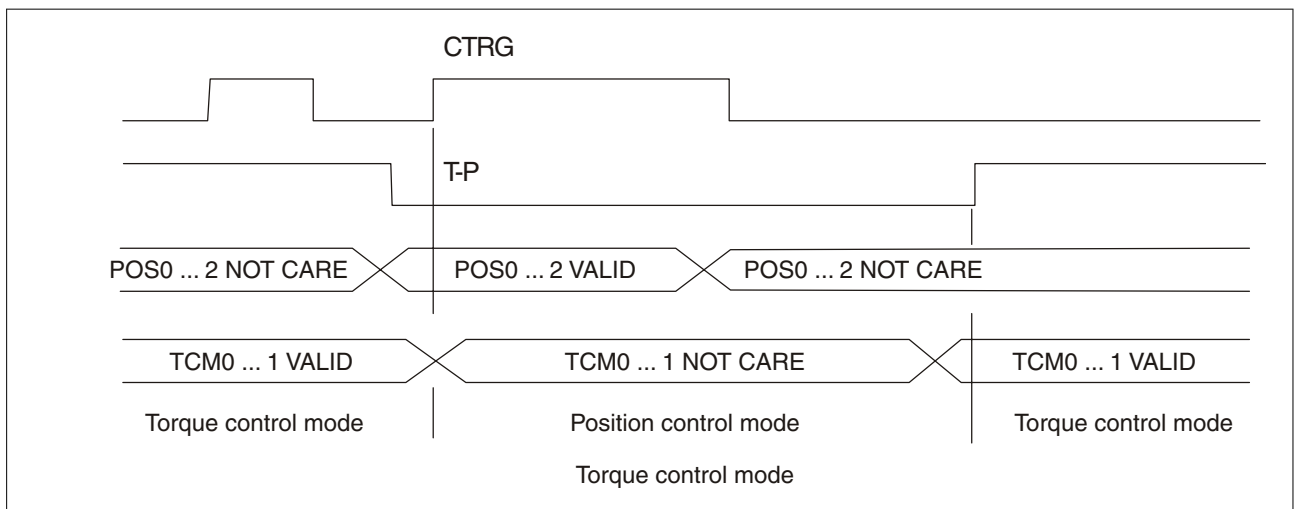 CTRG
T-P
POS0 ... 2 NOT CARE POS0 ... 2 VALID POS0 ... 2 NOT CARE
TCM0 ... 1 VALID TCM0 ... 1 NOT CARE TCM0 ... 1 VALID
Torque control mode Position control mode Torque control mode
Torque control mode